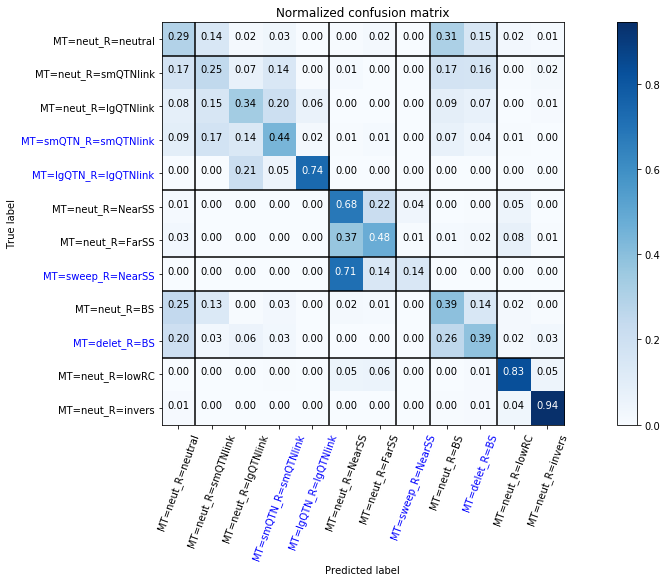 Normalized confusion matrix
MT=neut_R=neutral 0.29 0.14 0.02 0.03 0.00 0.00 0.02 0.00 0.31 0.15 0.02 0.01
MT=neut_R=smQTNlink 0.17 0.25 0.07 0.14 0.00 0.01 0.00 0.00 0.17 0.16 0.00 0.02
MT=neut_R=lgQTNlink 0.08 0.15 0.34 0.20 0.06 0.00 0.00 0.00 0.09 0.07 0.00 0.01
MT=smQTN_R=smQTNlink 0.09 0.17 0.14 0.44 0.02 0.01 0.01 0.00 0.07 0.04 0.01 0.00
MT=lgQTN_R=lgQTNlink 0.00 0.00 0.21 0.05 0.74 0.00 0.00 0.00 0.00 0.00 0.00 0.00
MT=neut_R=NearSS 0.01 0.00 0.00 0.00 0.00 0.68 0.22 0.04 0.00 0.00 0.05 0.00
MT=neut_R=FarSS 0.03 0.00 0.00 0.00 0.00 0.37 0.48 0.01 0.01 0.02 0.08 0.01
MT=sweep_R=NearSS 0.00 0.00 0.00 0.00 0.00 0.71 0.14 0.14 0.00 0.00 0.00 0.00
MT=neut_R=BS 0.25 0.13 0.00 0.03 0.00 0.02 0.01 0.00 0.39 0.14 0.02 0.00
MT=delet_R=BS 0.20 0.03 0.06 0.03 0.00 0.00 0.00 0.00 0.26 0.39 0.02 0.03
MT=neut_R=lowRC 0.00 0.00 0.00 0.00 0.00 0.05 0.06 0.00 0.00 0.01 0.83 0.05
MT=neut_R=invers 0.01 0.00 0.00 0.00 0.00 0.00 0.00 0.00 0.00 0.01 0.04 0.94
True label
MT=neut_R=neutral
MT=neut_R=smQTNlink
MT=neut_R=lgQTNlink
MT=smQTN_R=smQTNlink
MT=lgQTN_R=lgQTNlink
MT=neut_R=NearSS
MT=neut_R=FarSS
MT=sweep_R=NearSS
MT=neut_R=BS
MT=delet_R=BS
MT=neut_R=lowRC
MT=neut_R=invers
Predicted label
0.8
0.6
0.4
0.2
0.0